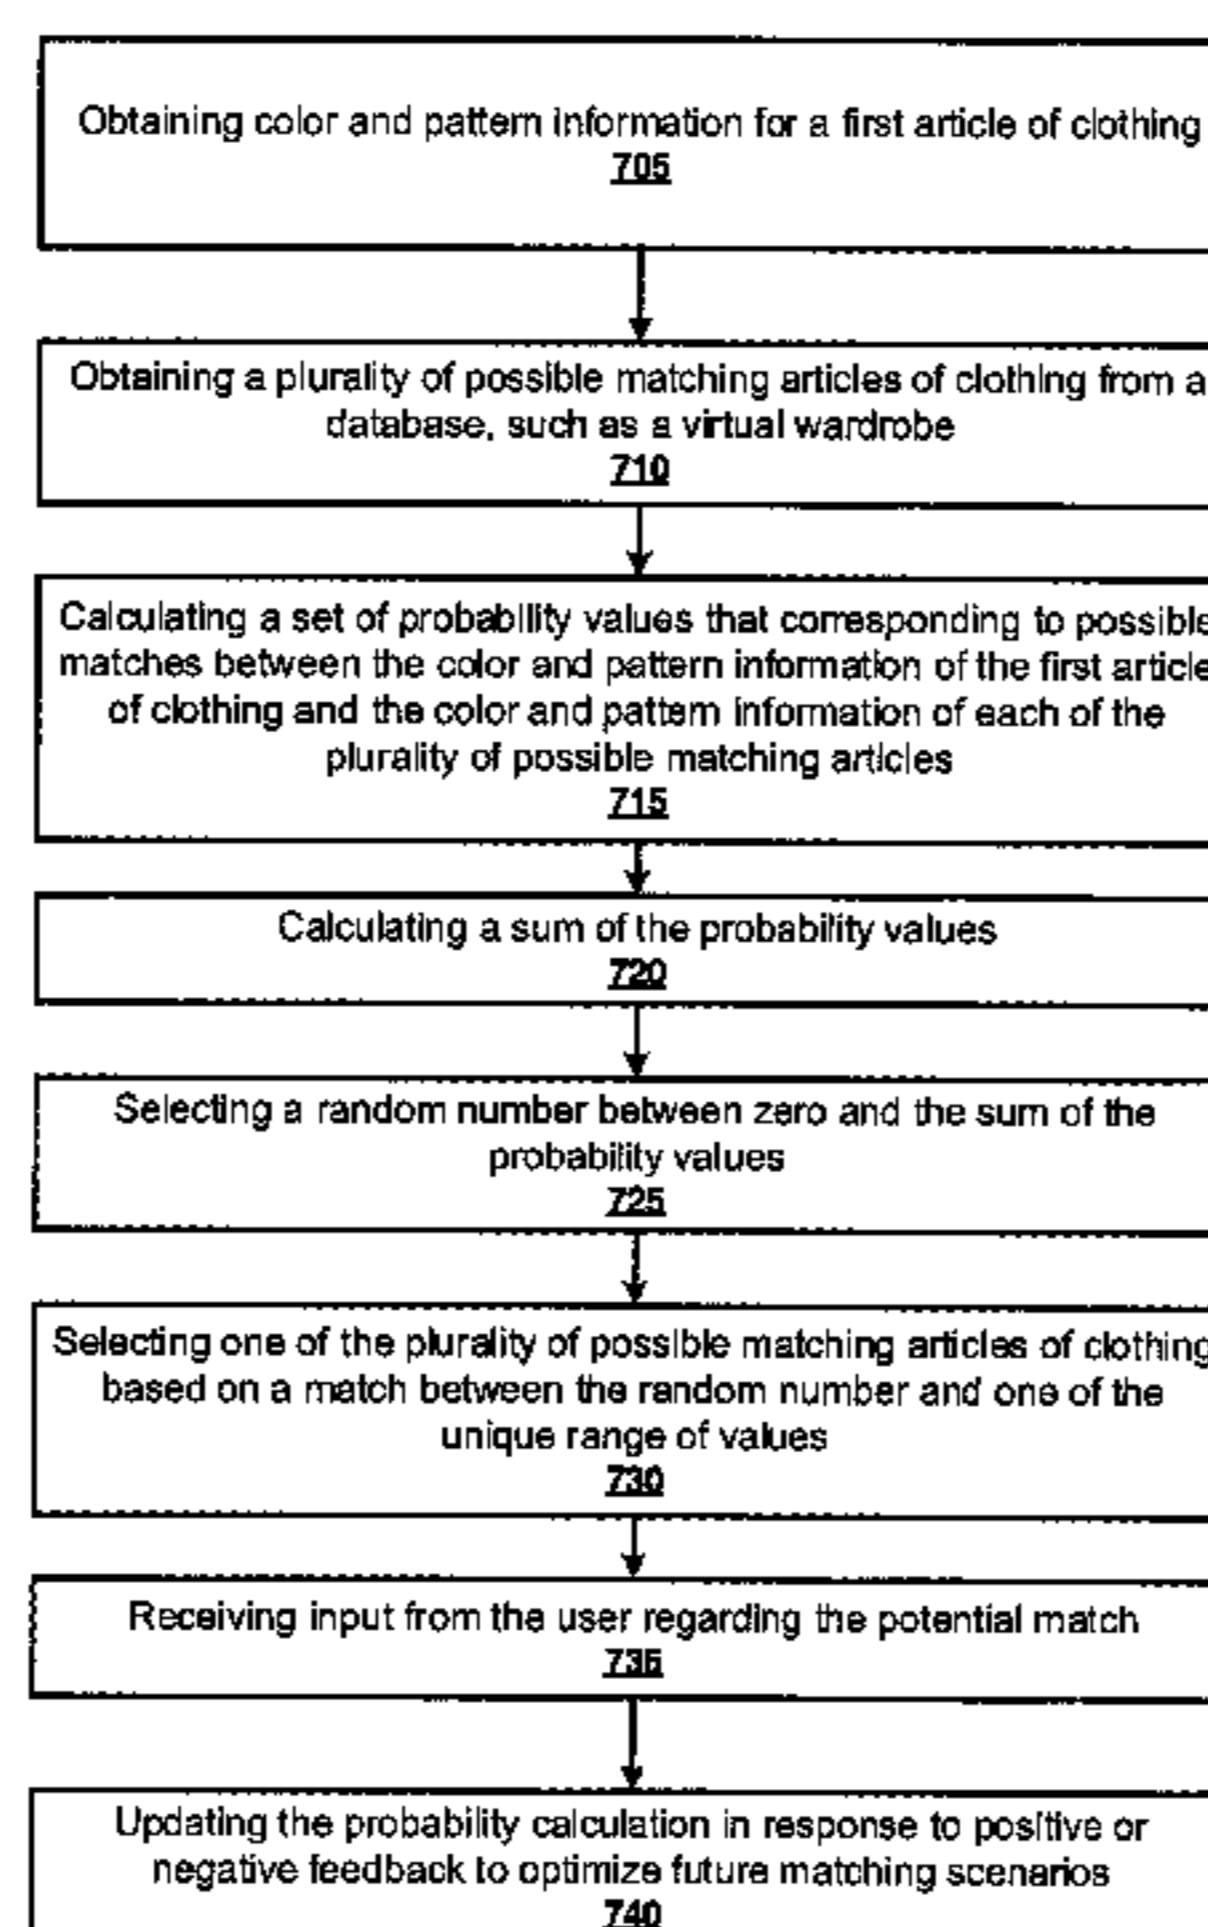 Obtaining color and pattern information for a first article of clothing
705
Obtaining a plurality of possible matching articles of clothing from a
database, such as a virtual wardrobe
710
Calculating a set of probability values that corresponding to possible
matches between the color and pattern information of the first article
of clothing and the color and pattern information of each of the
plurality of possible matching articles
715
Calculating a sum of the probability values
720
Selecting a random number between zero and the sum of the
probability values
725
Selecting one of the plurality of possible matching articles of clothing
based on a match between the random number and one of the
unique range of values
730
Receiving input from the user regarding the potential match
735
Updating the probability calculation in response to positive or
negative feedback to optimize future matching scenarios
740